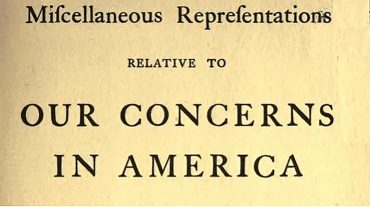 Miſcellaneous Repreſentations
RELATIVE TO
OUR CONCERNS
IN AMERICA